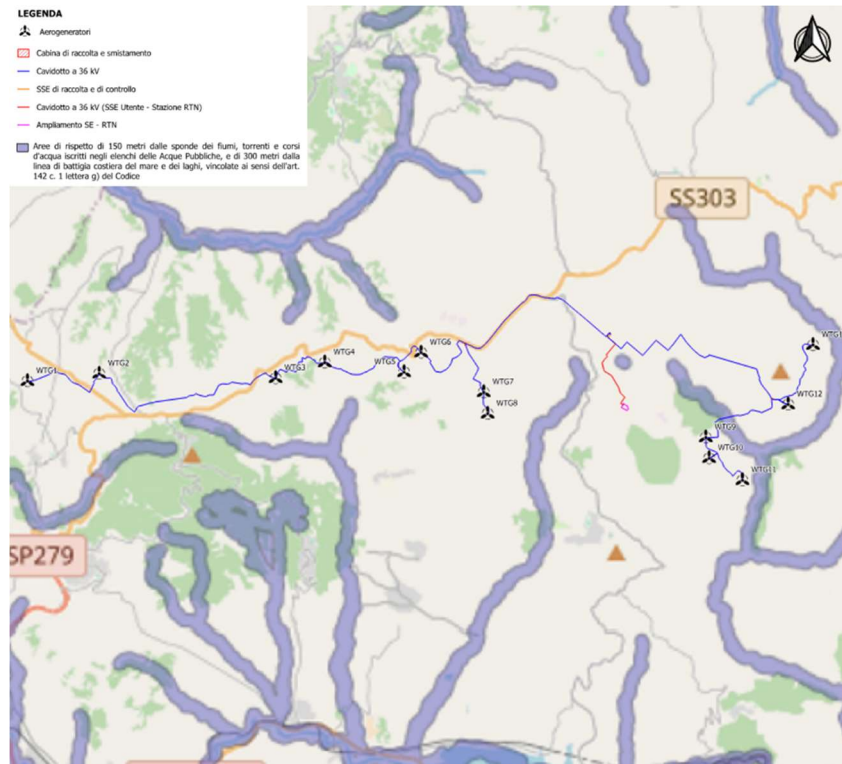 LEGENDA
Aerogeneratori
Cabina di raccolta e smistamento
Cavidotto a 36 kV
SSE di raccolta e di controllo
Cavidotto a 36 kV (SSE Utente - Stazione RTN)
Ampliamento SE - RTN
Aree di rispetto di 150 metri dalle sponde dei fiumi, torrenti e corsi
d'acqua iscritti negli elenchi delle Acque Pubbliche, e di 300 metri dalla
linea di battigia costiera del mare e dei laghi, vincolate ai sensi dell'art.
142 c. 1 lettera g) del Codice
SS303
WTG1
WTG2
WTG3
WTG4
WTG5
WTG6
WTG7
WTG8
WTG1
WTG12
WTG9
WTG10
WTG11
SP279